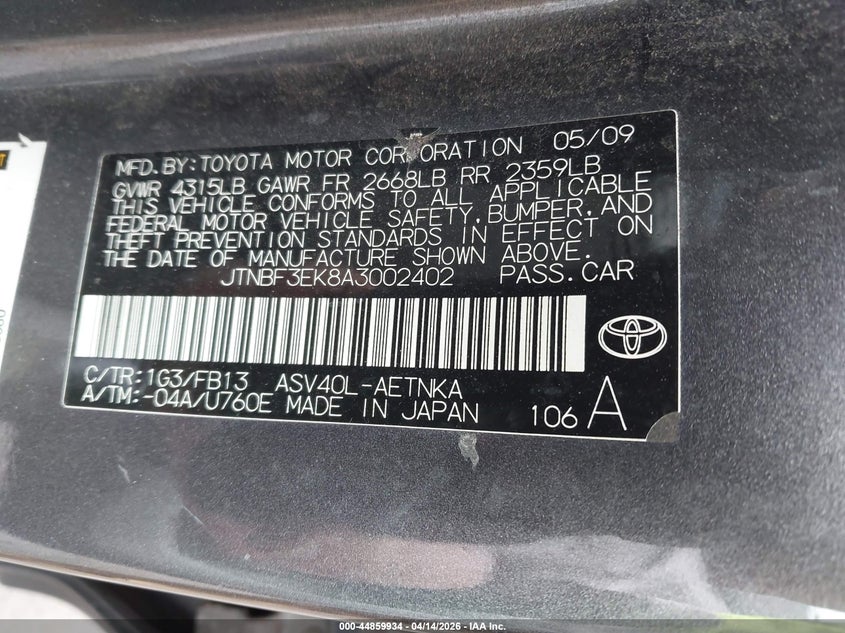 MFD. BY: TOYOTA MOTOR CORPORATION 05/09
GVWR 4315LB GAWR FR 2668LB RR 2359LB
THIS VEHICLE CONFORMS TO ALL APPLICABLE
FEDERAL MOTOR VEHICLE SAFETY, BUMPER, AND
THEFT PREVENTION STANDARDS IN EFFECT ON
THE DATE OF MANUFACTURE SHOWN ABOVE.
JTNBF3EK8A3002402 PASS. CAR
C/TR: 1G3/FB13 ASV40L-AETNKA
A/TM: -04A/U760E MADE IN JAPAN
106 A
000-44859934 - 04/14/2026 - IAA Inc.